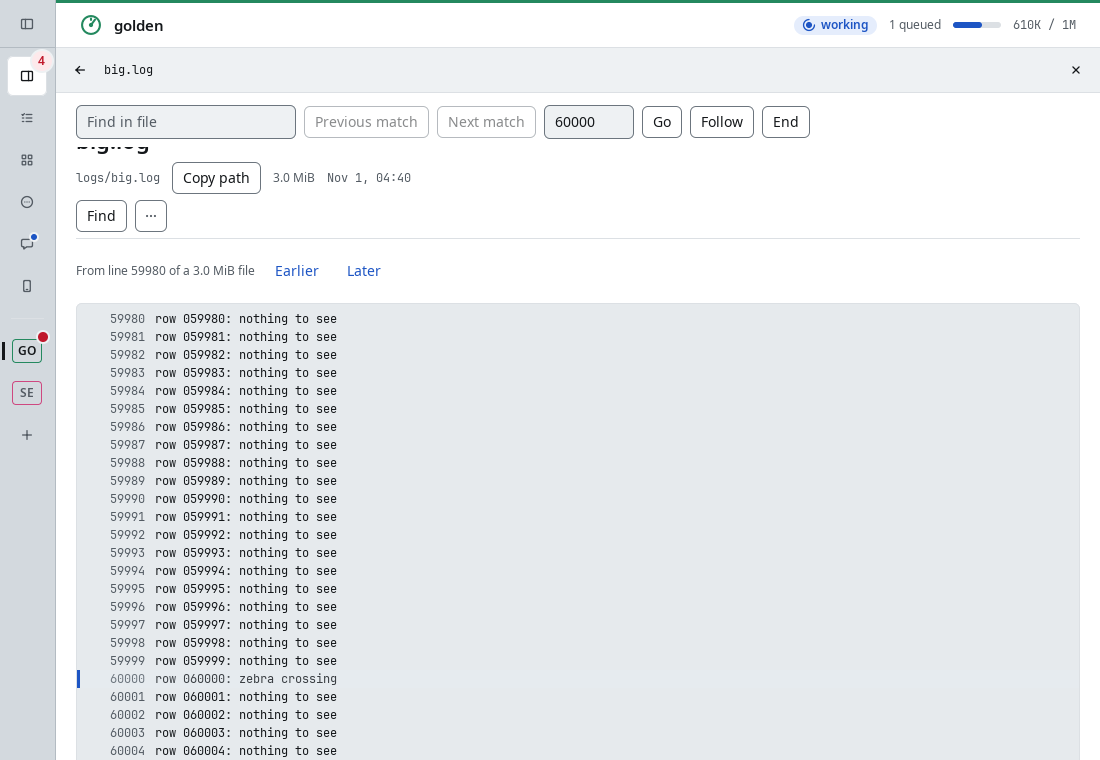 golden
working
1 queued
610K / 1M
4
big.log
Find in file
Previous match
Next match
60000
Go
Follow
End
big.log
logs/big.log
Copy path
3.0 MiB
Nov 1, 04:40
Find
...
From line 59980 of a 3.0 MiB file
Earlier
Later
59980 row 059980: nothing to see
59981 row 059981: nothing to see
59982 row 059982: nothing to see
59983 row 059983: nothing to see
59984 row 059984: nothing to see
59985 row 059985: nothing to see
59986 row 059986: nothing to see
59987 row 059987: nothing to see
59988 row 059988: nothing to see
59989 row 059989: nothing to see
59990 row 059990: nothing to see
59991 row 059991: nothing to see
59992 row 059992: nothing to see
59993 row 059993: nothing to see
59994 row 059994: nothing to see
59995 row 059995: nothing to see
59996 row 059996: nothing to see
59997 row 059997: nothing to see
59998 row 059998: nothing to see
59999 row 059999: nothing to see
60000 row 060000: zebra crossing
60001 row 060001: nothing to see
60002 row 060002: nothing to see
60003 row 060003: nothing to see
60004 row 060004: nothing to see
GO
SE